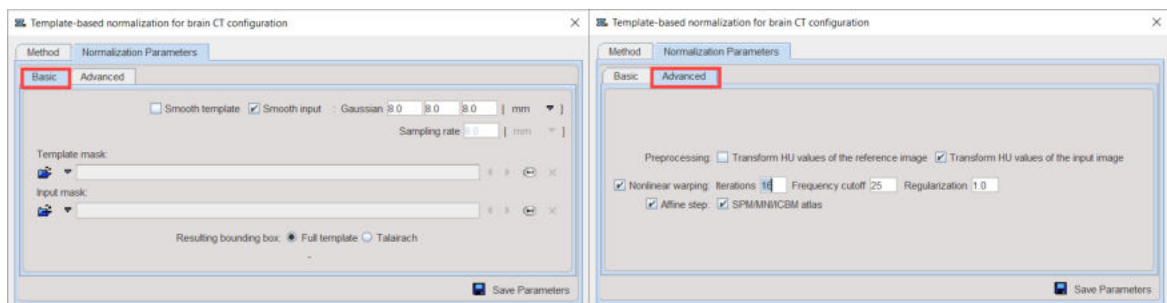 Template-based normalization for brain CT configuration
Method Normalization Parameters
Basic Advanced
Smooth template Smooth input : Gaussian 8.0 8.0 8.0 [ mm ]
Sampling rate [ mm ]
Template mask:
Input mask:
Resulting bounding box: Full template Talairach
-
Save Parameters
Template-based normalization for brain CT configuration
Method Normalization Parameters
Basic Advanced
Preprocessing: Transform HU values of the reference image Transform HU values of the input image
Nonlinear warping: Iterations 16 Frequency cutoff 25 Regularization 1.0
Affine step: SPM/MNI/ICBM atlas
Save Parameters